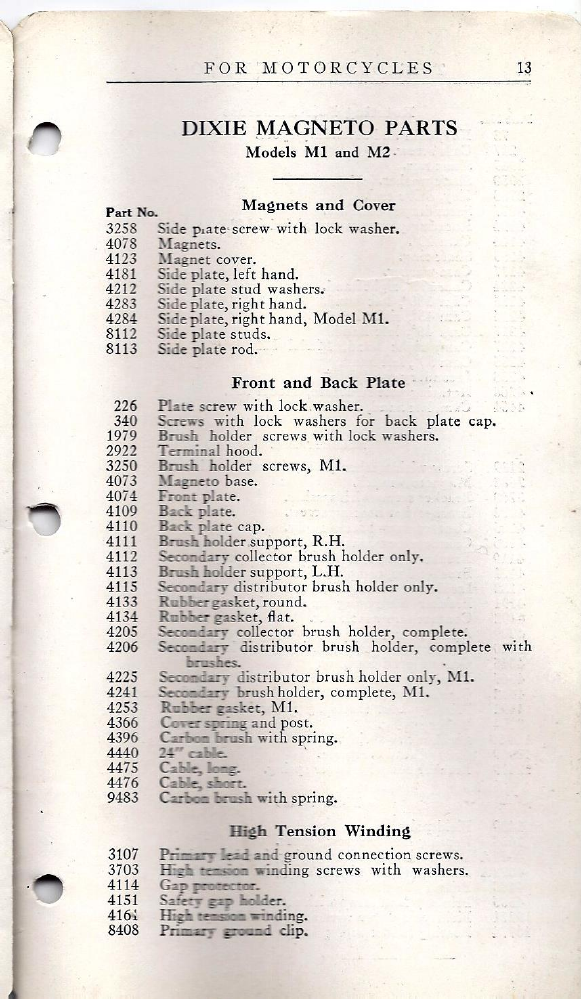 FOR MOTORCYCLES 13
DIXIE MAGNETO PARTS
Models M1 and M2
Magnets and Cover
Part No.
3258 Side plate screw with lock washer.
4078 Magnets.
4123 Magnet cover.
4181 Side plate, left hand.
4212 Side plate stud washers.
4283 Side plate, right hand.
4284 Side plate, right hand, Model M1.
8112 Side plate studs.
8113 Side plate rod.
Front and Back Plate
226 Plate screw with lock washer.
340 Screws with lock washers for back plate cap.
1979 Brush holder screws with lock washers.
2922 Terminal hood.
3250 Brush holder screws, M1.
4073 Magneto base.
4074 Front plate.
4109 Back plate.
4110 Back plate cap.
4111 Brush holder support, R.H.
4112 Secondary collector brush holder only.
4113 Brush holder support, L.H.
4115 Secondary distributor brush holder only.
4133 Rubber gasket, round.
4134 Rubber gasket, flat.
4205 Secondary collector brush holder, complete.
4206 Secondary distributor brush holder, complete with
brushes.
4225 Secondary distributor brush holder only, M1.
4241 Secondary brush holder, complete, M1.
4253 Rubber gasket, M1.
4366 Cover spring and post.
4396 Carbon brush with spring.
4440 24″ cable.
4475 Cable, long.
4476 Cable, short.
9483 Carbon brush with spring.
High Tension Winding
3107 Primary lead and ground connection screws.
3703 High tension winding screws with washers.
4114 Gap protector.
4151 Safety gap holder.
High tension winding.
8408 Primary ground clip.